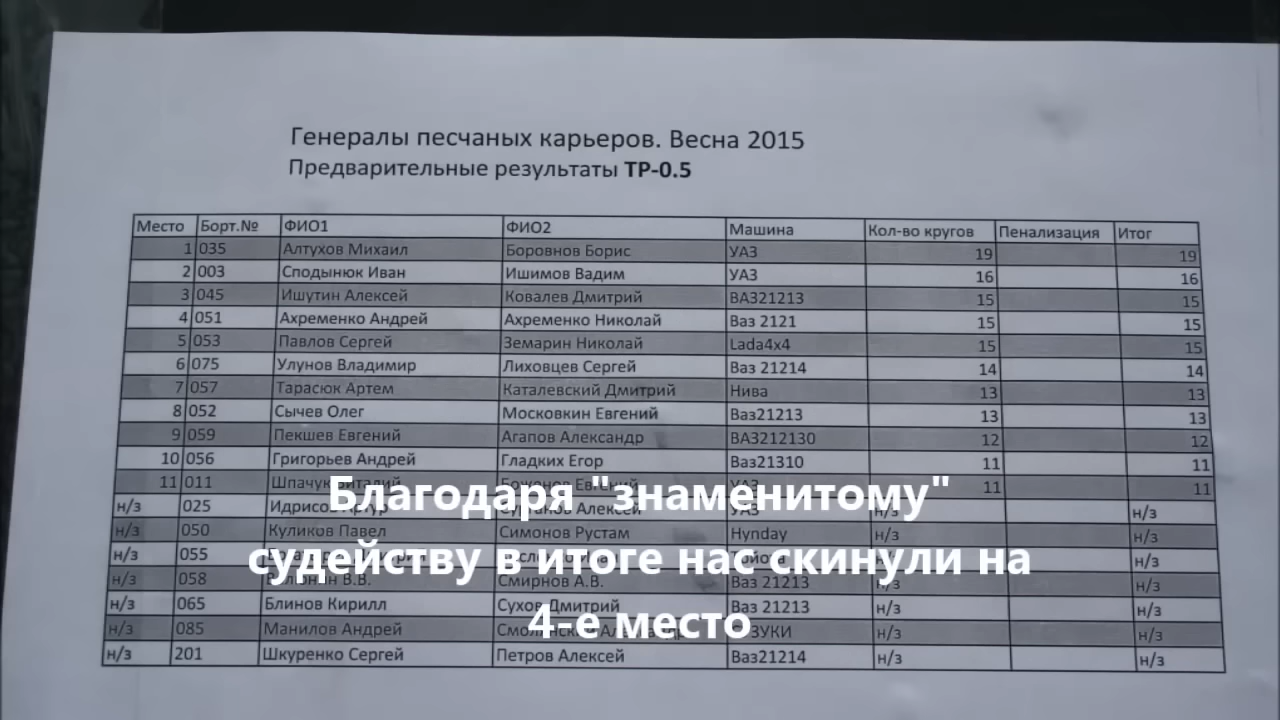 Генералы песчаных карьеров. Весна 2015
Предварительные результаты ТР-0.5
Место Борт.№ ФИО1 ФИО2 Машина Кол-во кругов Пенализация Итог
1 035 Алтухов Михаил Боровнов Борис УАЗ 19 19
2 003 Сподынюк Иван Ишимов Вадим УАЗ 16 16
3 045 Ишутин Алексей Ковалев Дмитрий ВАЗ21213 15 15
4 051 Ахременко Андрей Ахременко Николай Ваз 2121 15 15
5 053 Павлов Сергей Земарин Николай Lada4x4 15 15
6 075 Улунов Владимир Лиховцев Сергей Ваз 21214 14 14
7 057 Тарасюк Артем Каталевский Дмитрий Нива 13 13
8 052 Сычев Олег Московкин Евгений Ваз21213 13 13
9 059 Пекшев Евгений Агапов Александр ВАЗ212130 12 12
10 056 Григорьев Андрей Гладких Егор Ваз21310 11 11
11 011 Шпачук Виталий УАЗ 11 11
н/з 025 Алексей УАЗ н/з н/з
н/з 050 Куликов Павел Симонов Рустам Hynday н/з н/з
н/з 055 н/з
н/з 058 В.В. Смирнов А.В. Ваз 21213 н/з н/з
н/з 065 Блинов Кирилл Сухов Дмитрий Ваз 21213 н/з н/з
н/з 085 Манилов Андрей н/з н/з
н/з 201 Шкуренко Сергей Петров Алексей Ваз21214 н/з н/з
Благодаря "знаменитому"
судейству в итоге нас скинули на
4-е место